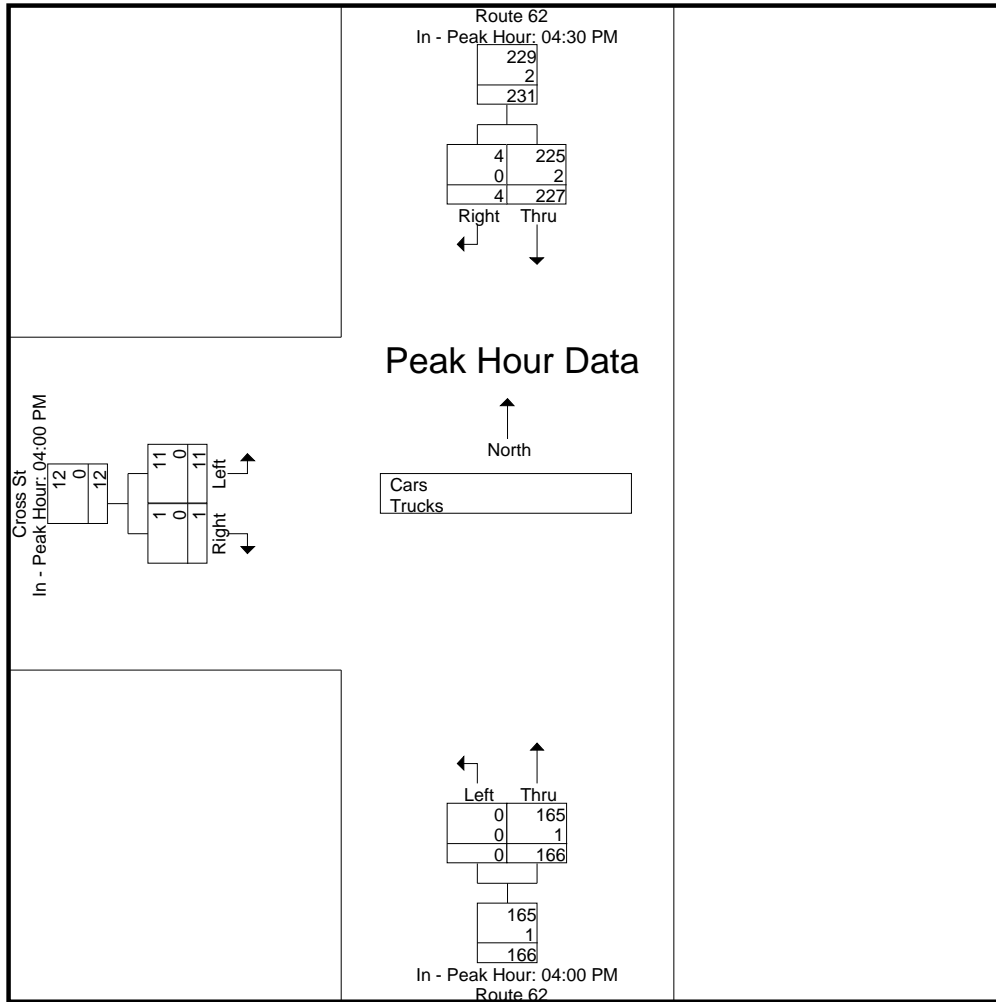 Route 62
In - Peak Hour: 04:30 PM
229
2
231
4 225
0 2
4 227
Right Thru
Peak Hour Data
North
Cars
Trucks
Cross St
In - Peak Hour: 04:00 PM
12
0
12
11
0
11
Left
1
0
1
Right
Left Thru
0 165
0 1
0 166
165
1
166
In - Peak Hour: 04:00 PM
Route 62